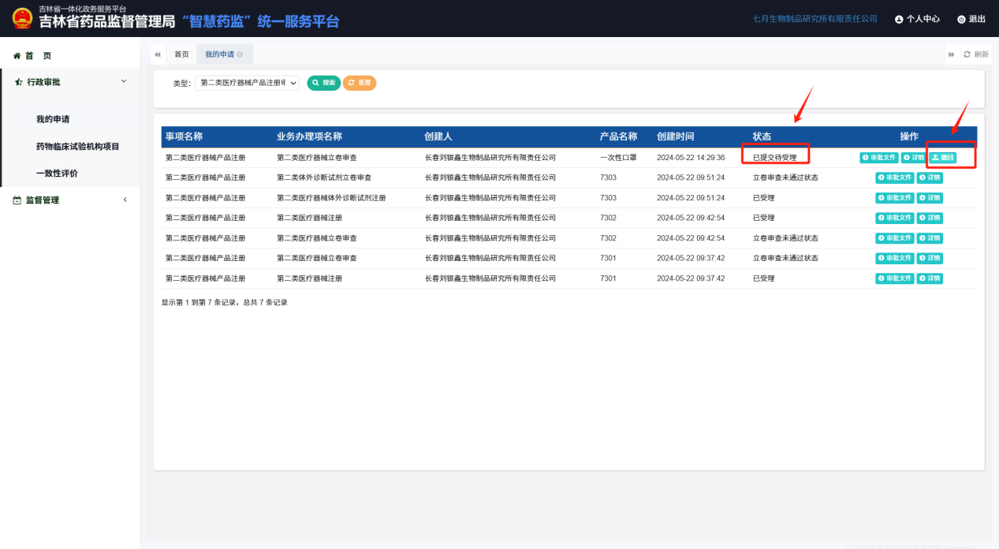 吉林省一体化政务服务平台
吉林省药品监督管理局 “智慧药监” 统一服务平台
七月生物制品研究所有限责任公司 个人中心 退出
首 页
行政审批
我的申请
药物临床试验机构项目
一致性评价
监督管理
首页 我的申请 刷新
类型: 第二类医疗器械产品注册 搜索 重置
事项名称 业务办理项名称 创建人 产品名称 创建时间 状态 操作
第二类医疗器械产品注册 第二类医疗器械立卷审查 长春刘银鑫生物制品研究所有限责任公司 一次性口罩 2024-05-22 14:29:36 已提交待受理 审批文件 详情 撤回
第二类医疗器械产品注册 第二类体外诊断试剂立卷审查 长春刘银鑫生物制品研究所有限责任公司 7303 2024-05-22 09:51:24 立卷审查未通过状态 审批文件 详情
第二类医疗器械产品注册 第二类医疗器械体外诊断试剂注册 长春刘银鑫生物制品研究所有限责任公司 7303 2024-05-22 09:51:24 已受理 审批文件 详情
第二类医疗器械产品注册 第二类医疗器械注册 长春刘银鑫生物制品研究所有限责任公司 7302 2024-05-22 09:42:54 已受理 审批文件 详情
第二类医疗器械产品注册 第二类医疗器械立卷审查 长春刘银鑫生物制品研究所有限责任公司 7302 2024-05-22 09:42:54 立卷审查未通过状态 审批文件 详情
第二类医疗器械产品注册 第二类医疗器械立卷审查 长春刘银鑫生物制品研究所有限责任公司 7301 2024-05-22 09:37:42 立卷审查未通过状态 审批文件 详情
第二类医疗器械产品注册 第二类医疗器械注册 长春刘银鑫生物制品研究所有限责任公司 7301 2024-05-22 09:37:42 已受理 审批文件 详情
显示第 1 到第 7 条记录，总共 7 条记录